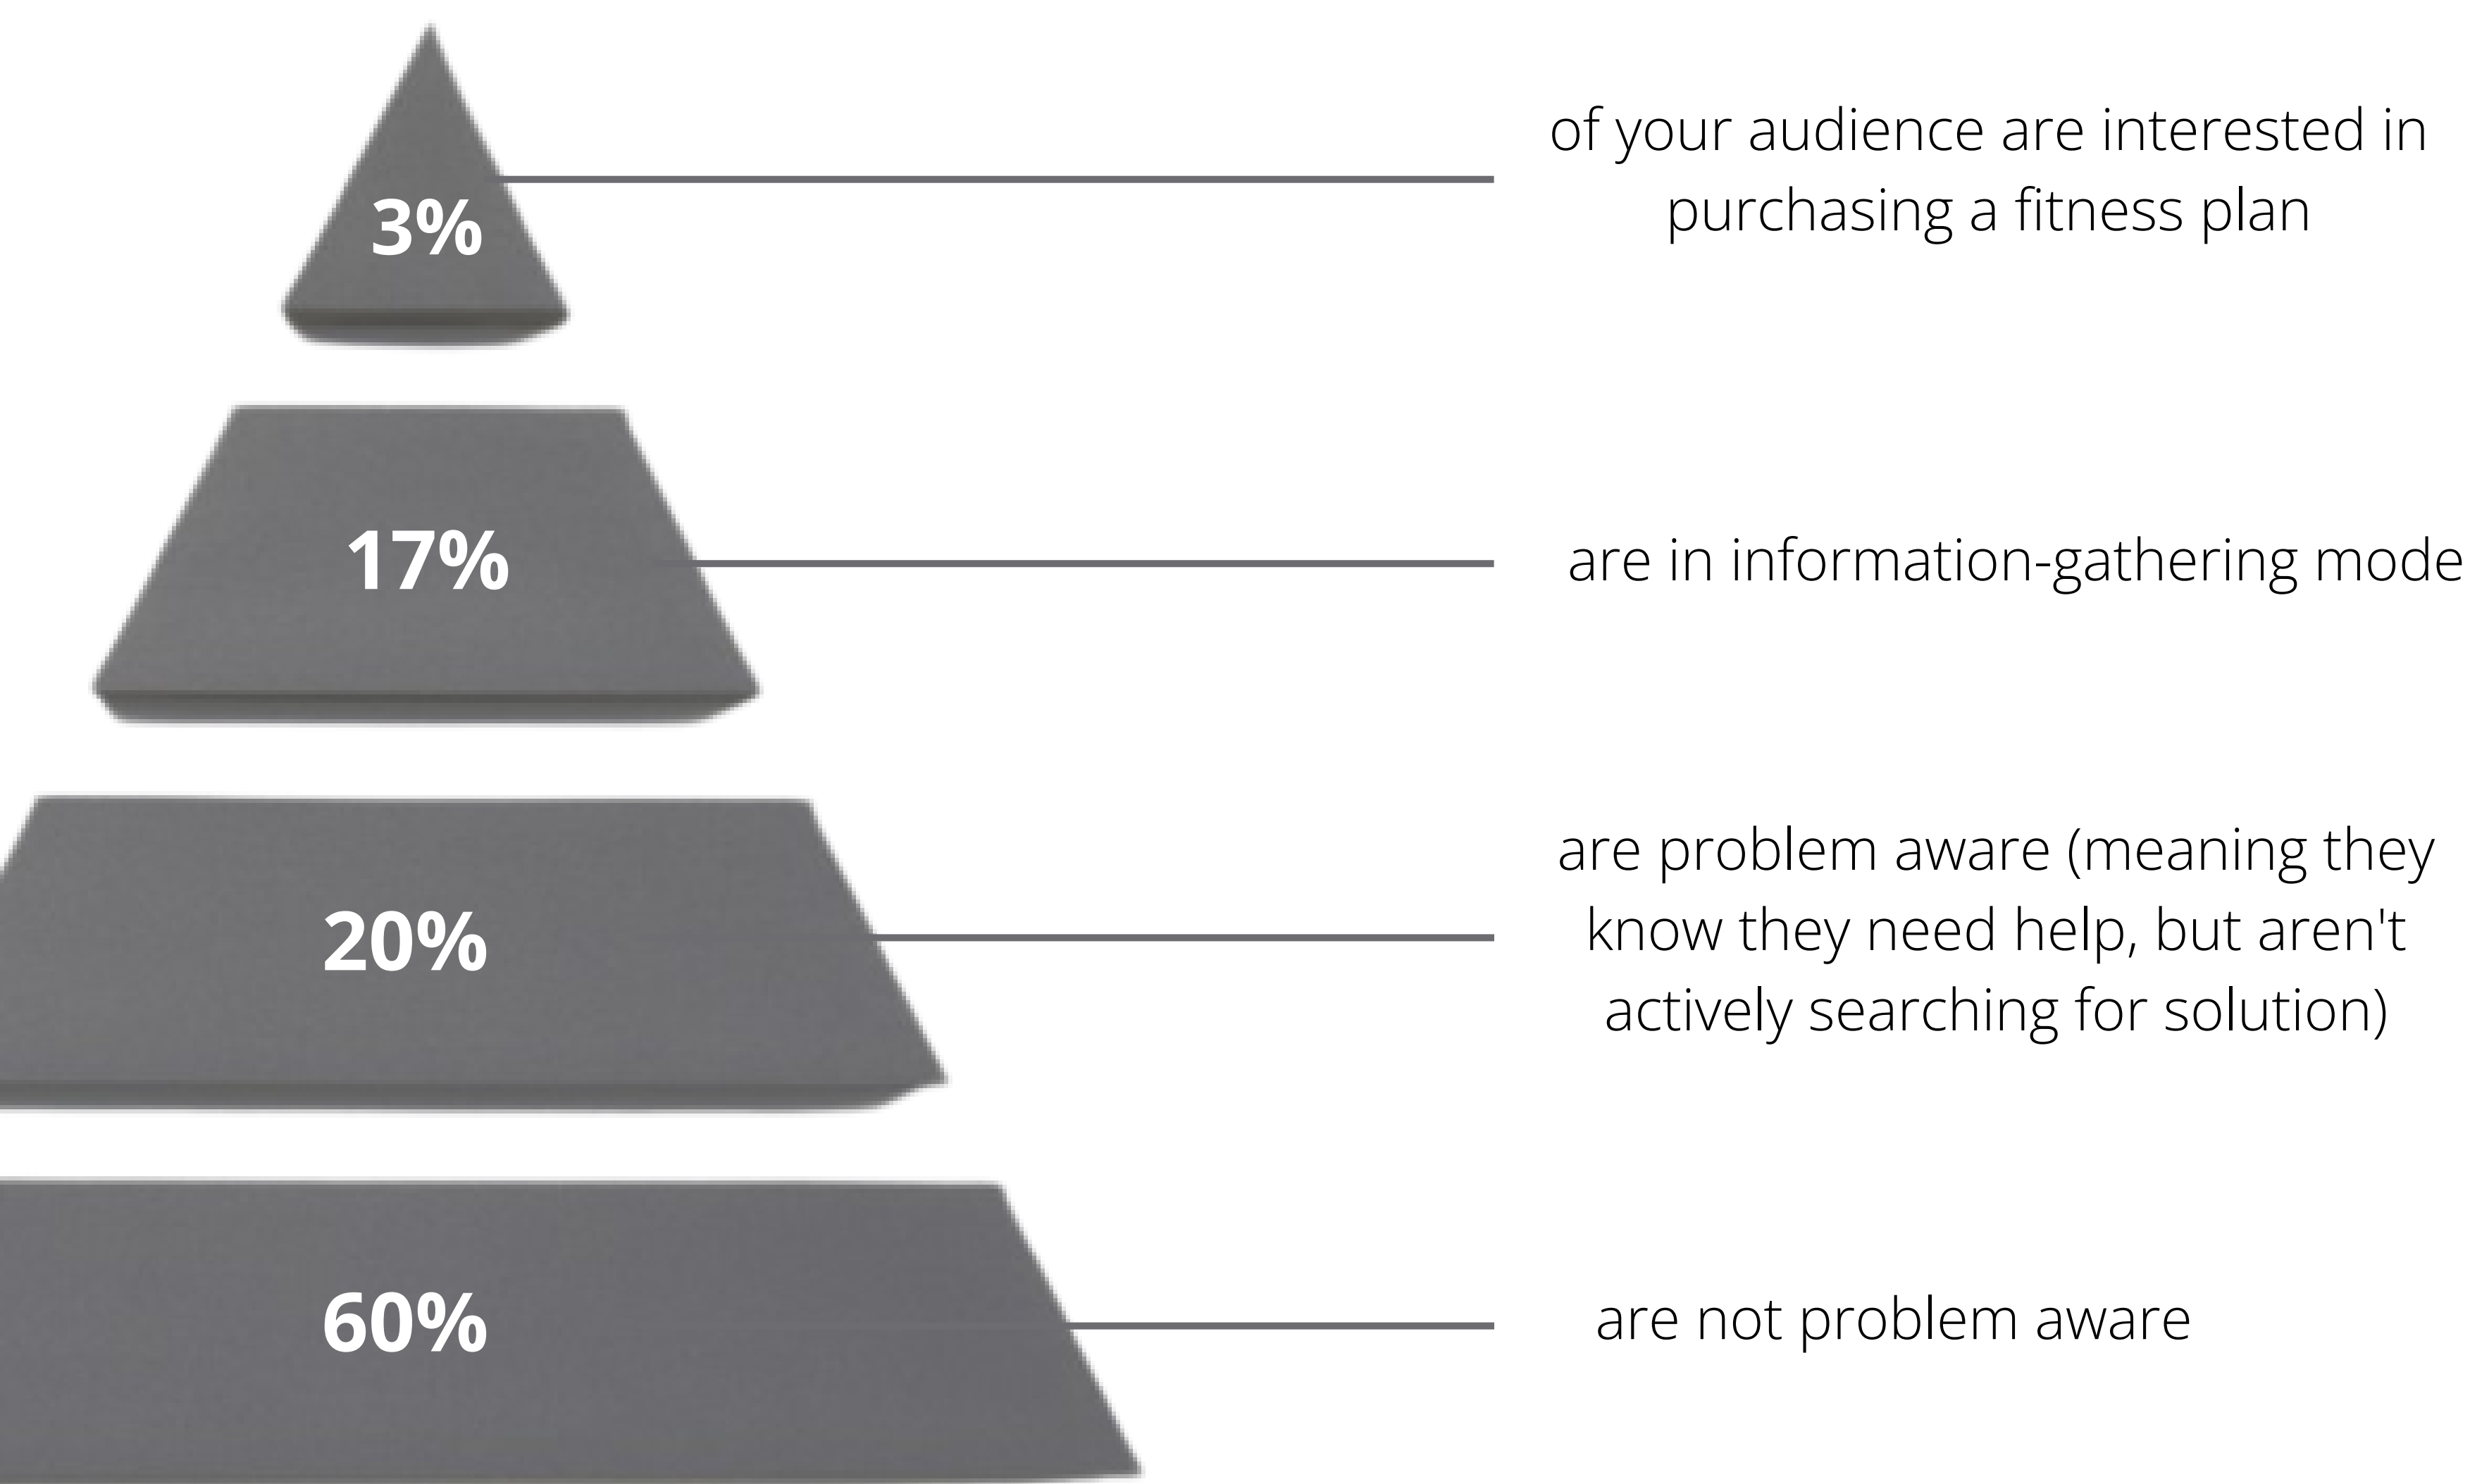 3%
of your audience are interested in
purchasing a fitness plan
17%
are in information-gathering mode
20%
are problem aware (meaning they
know they need help, but aren't
actively searching for solution)
60%
are not problem aware